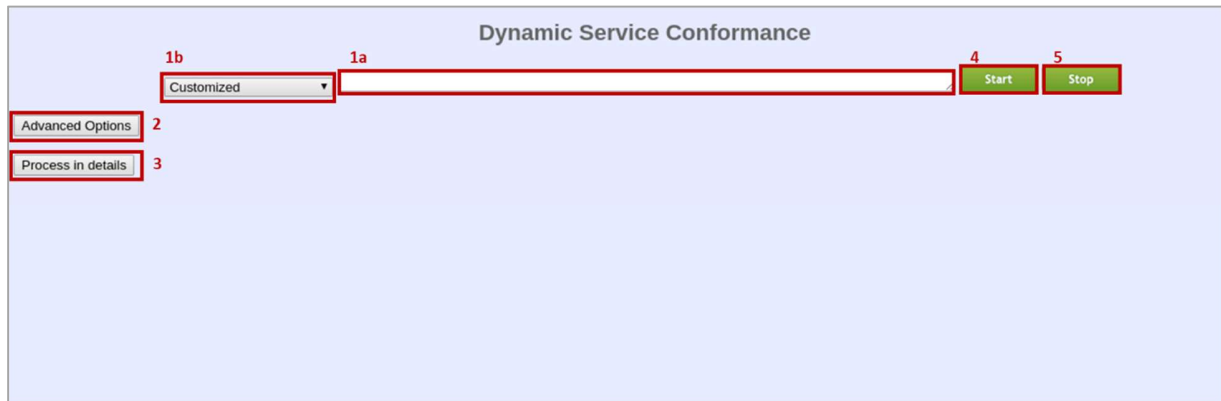 Dynamic Service Conformance
1b 1a 4 5
Customized Start Stop
Advanced Options 2
Process in details 3